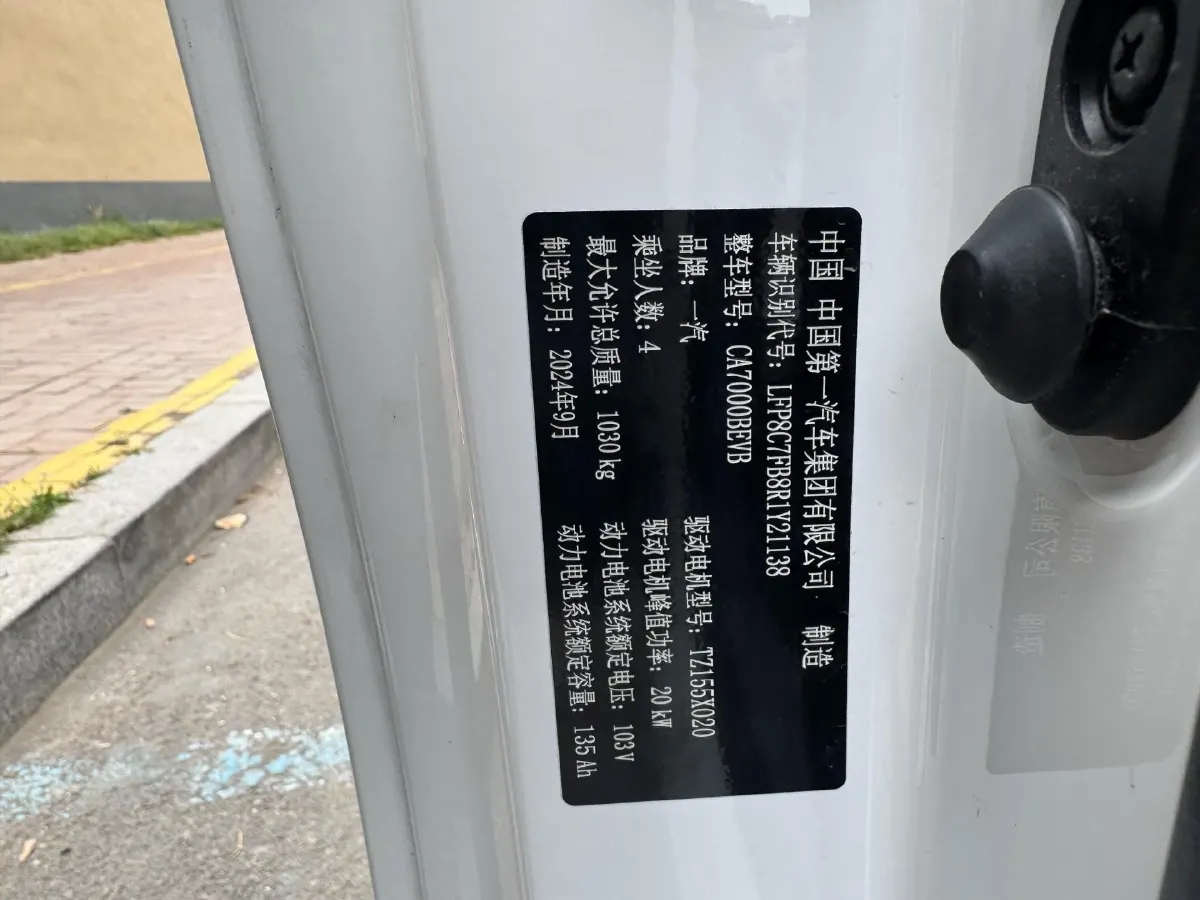 中国 中国第一汽车集团有限公司 制造
车辆识别代号：LFP8C7FB8R1Y21138
整车型号：CA7000BEVB
品牌：一汽 驱动电机型号：TZ155X020
乘坐人数：4 驱动电机峰值功率：20 kW
最大允许总质量：1030 kg 动力电池系统额定电压：103 V
制造年月：2024年9月 动力电池系统额定容量：135 Ah